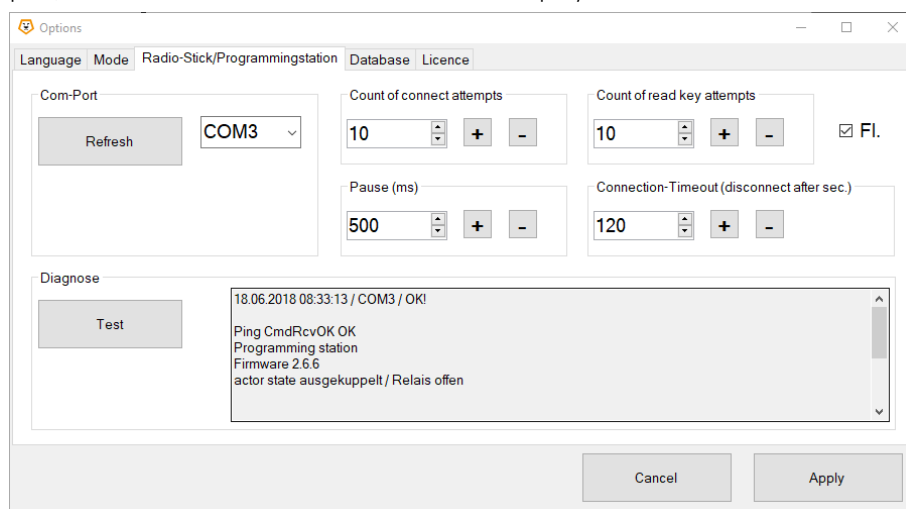 Options
Language Mode Radio-Stick/Programmingstation Database Licence
Com-Port
Refresh
COM3
Count of connect attempts
10 + -
Count of read key attempts
10 + -
Fl.
Pause (ms)
500 + -
Connection-Timeout (disconnect after sec.)
120 + -
Diagnose
Test
18.06.2018 08:33:13 / COM3 / OK!
Ping CmdRcvOK OK
Programming station
Firmware 2.6.6
actor state ausgekuppelt / Relais offen
Cancel
Apply